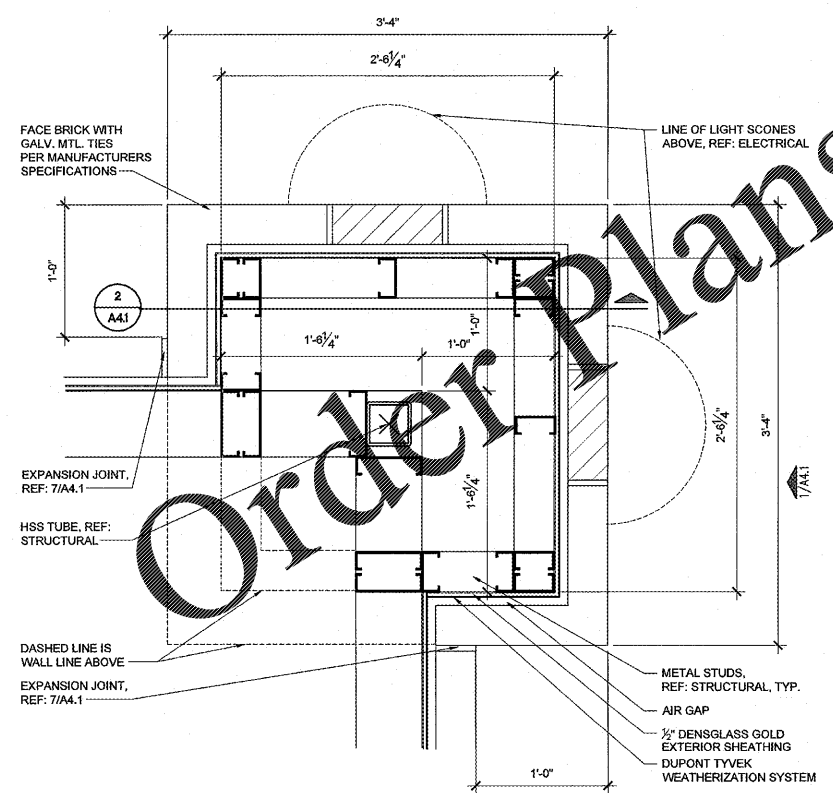 3'-4"
2'-6¼"
FACE BRICK WITH
GALV. MTL. TIES
PER MANUFACTURERS
SPECIFICATIONS
LINE OF LIGHT SCONES
ABOVE, REF: ELECTRICAL
1'-0"
2
A4.1
1'-6¼"
1'-0"
1'-0"
1'-6¼"
2'-6¼"
3'-4"
1/A4.1
Order Plans
EXPANSION JOINT,
REF: 7/A4.1
HSS TUBE, REF:
STRUCTURAL
DASHED LINE IS
WALL LINE ABOVE
EXPANSION JOINT,
REF: 7/A4.1
METAL STUDS,
REF: STRUCTURAL, TYP.
AIR GAP
½" DENSGLASS GOLD
EXTERIOR SHEATHING
DUPONT TYVEK
WEATHERIZATION SYSTEM
1'-0"